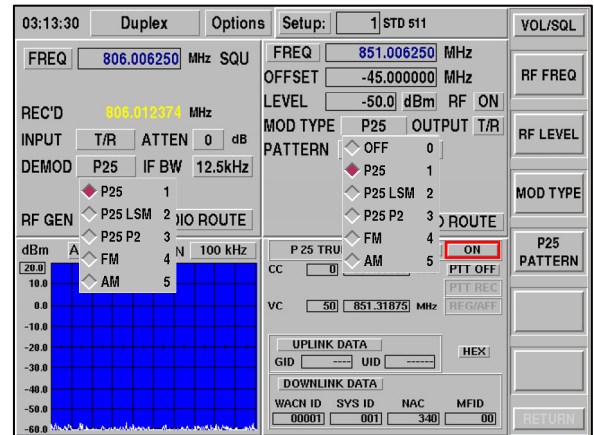 03:13:30 Duplex Options Setup: 1 STD 511
FREQ 806.006250 MHz SQU
REC'D 806.012374 MHz
INPUT T/R ATTEN 0 dB
DEMOD P25 IF BW 12.5kHz
P25 1
P25 LSM 2
P25 P2 3
FM 4
AM 5
RF GEN
ROUTE
FREQ 851.006250 MHz
OFFSET -45.000000 MHz
LEVEL -50.0 dBm RF ON
MOD TYPE P25 OUTPUT T/R
PATTERN
OFF 0
P25 1
P25 LSM 2
P25 P2 3
FM 4
AM 5
ROUTE
dBm 100 kHz
20.0
10.0
0.0
-10.0
-20.0
-30.0
-40.0
-50.0
-60.0
P25 ON
CC 0 PTT OFF
PTT REC
VC 50 851.31875 MHz REG/AFF
UPLINK DATA HEX
GID ---- UID ------
DOWNLINK DATA
WACN ID SYS ID NAC MFID
00001 001 340 00
VOL/SQL
RF FREQ
RF LEVEL
MOD TYPE
P25
PATTERN
RETURN